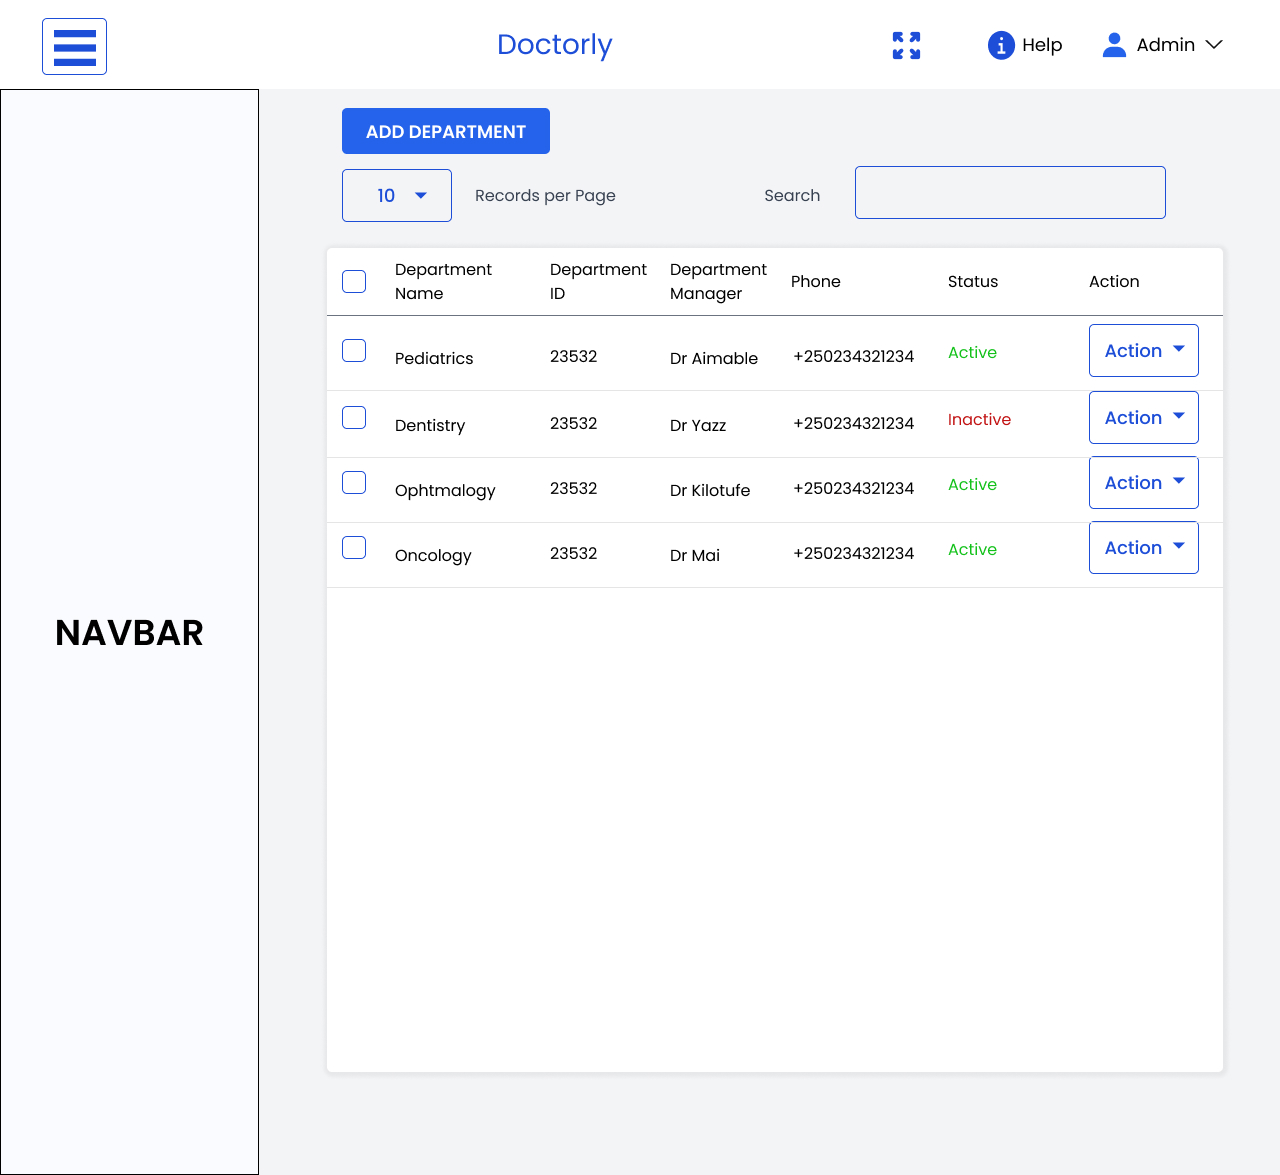 Doctorly
Help
Admin
NAVBAR
ADD DEPARTMENT
10
Records per Page
Search
Department Name
Department ID
Department Manager
Phone
Status
Action
Pediatrics 23532 Dr Aimable +250234321234 Active Action
Dentistry 23532 Dr Yazz +250234321234 Inactive Action
Ophtmalogy 23532 Dr Kilotufe +250234321234 Active Action
Oncology 23532 Dr Mai +250234321234 Active Action